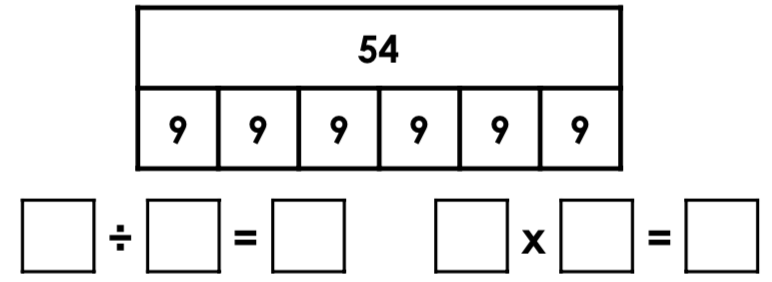 54
9 9 9 9 9 9
÷ = x =